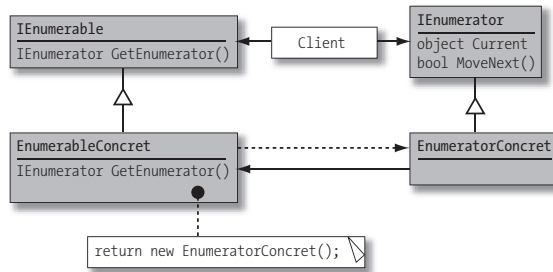 IEnumerable
IEnumerator GetEnumerator()
Client
IEnumerator
object Current
bool MoveNext()
EnumerableConcret
IEnumerator GetEnumerator()
EnumeratorConcret
return new EnumeratorConcret();